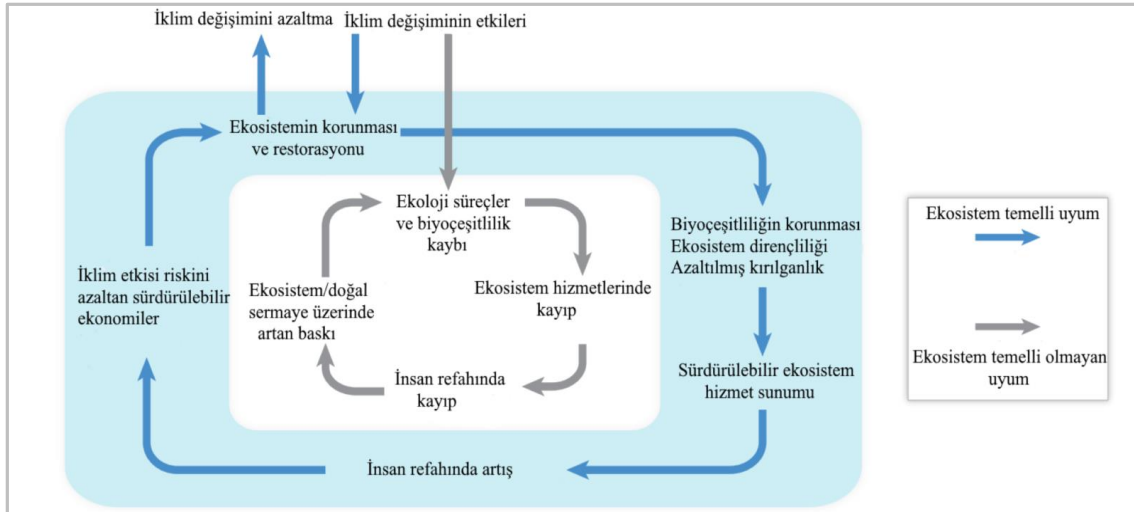 İklim değişimini azaltma
İklim değişiminin etkileri
Ekosistemin korunması
ve restorasyonu
Ekoloji süreçler
ve biyoçeşitlilik
kaybı
Biyoçeşitliliğin korunması
Ekosistem dirençliliği
Azaltılmış kırılganlık
İklim etkisi riskini
azaltan sürdürülebilir
ekonomiler
Ekosistem/doğal
sermaye üzerinde
artan baskı
Ekosistem hizmetlerinde
kayıp
İnsan refahında
kayıp
Sürdürülebilir ekosistem
hizmet sunumu
İnsan refahında artış
Ekosistem temelli uyum
Ekosistem temelli olmayan
uyum